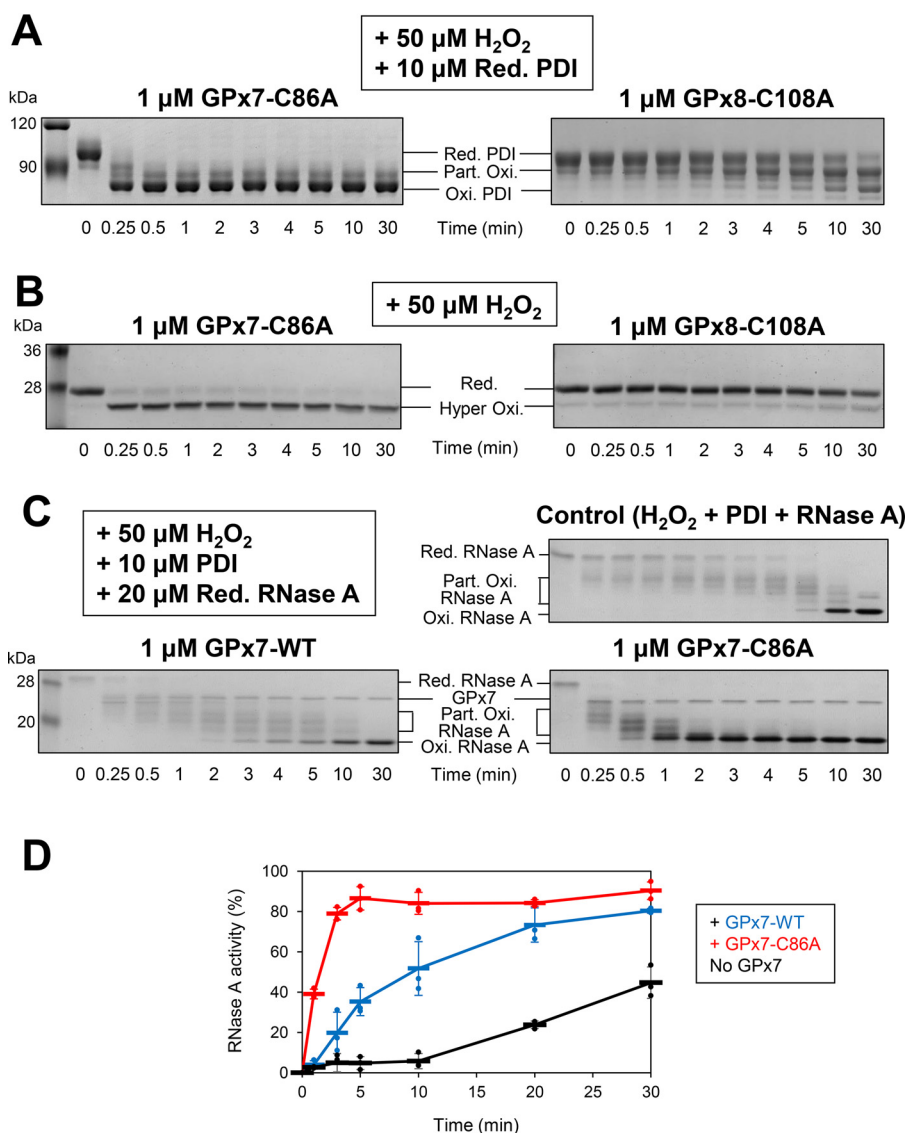 A
+ 50 µM H₂O₂
+ 10 µM Red. PDI
1 µM GPx7-C86A
1 µM GPx8-C108A
kDa
120
90
Red. PDI
Part. Oxi.
Oxi. PDI
0 0.25 0.5 1 2 3 4 5 10 30 Time (min) 0 0.25 0.5 1 2 3 4 5 10 30
B
+ 50 µM H₂O₂
1 µM GPx7-C86A
1 µM GPx8-C108A
kDa
36
28
Red.
Hyper Oxi.
0 0.25 0.5 1 2 3 4 5 10 30 Time (min) 0 0.25 0.5 1 2 3 4 5 10 30
C
+ 50 µM H₂O₂
+ 10 µM PDI
+ 20 µM Red. RNase A
Control (H₂O₂ + PDI + RNase A)
Red. RNase A
Part. Oxi.
RNase A
Oxi. RNase A
1 µM GPx7-WT
1 µM GPx7-C86A
kDa
28
20
Red. RNase A
GPx7
Part. Oxi.
RNase A
Oxi. RNase A
0 0.25 0.5 1 2 3 4 5 10 30 Time (min) 0 0.25 0.5 1 2 3 4 5 10 30
D
RNase A activity (%)
100
80
60
40
20
0
0 5 10 15 20 25 30
Time (min)
+ GPx7-WT
+ GPx7-C86A
No GPx7